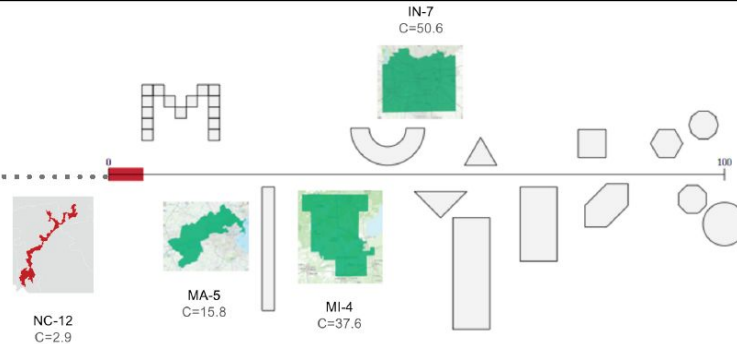 IN-7
C=50.6
0
100
MA-5
C=15.8
MI-4
C=37.6
NC-12
C=2.9